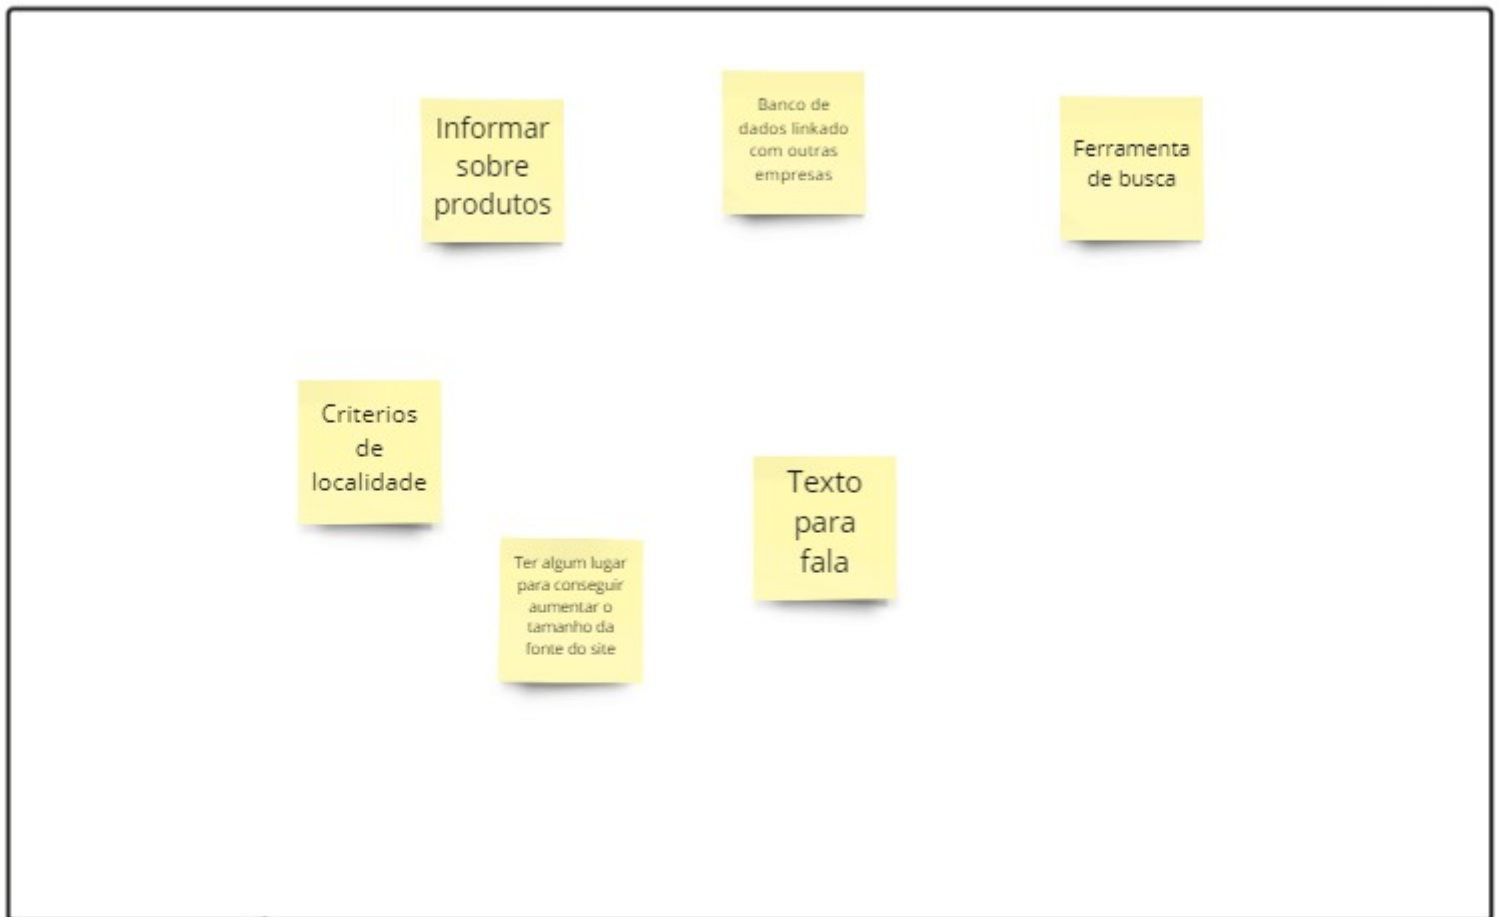 Informar
sobre
produtos
Banco de
dados linkado
com outras
empresas
Ferramenta
de busca
Criterios
de
localidade
Texto
para
fala
Ter algum lugar
para conseguir
aumentar o
tamanho da
fonte do site